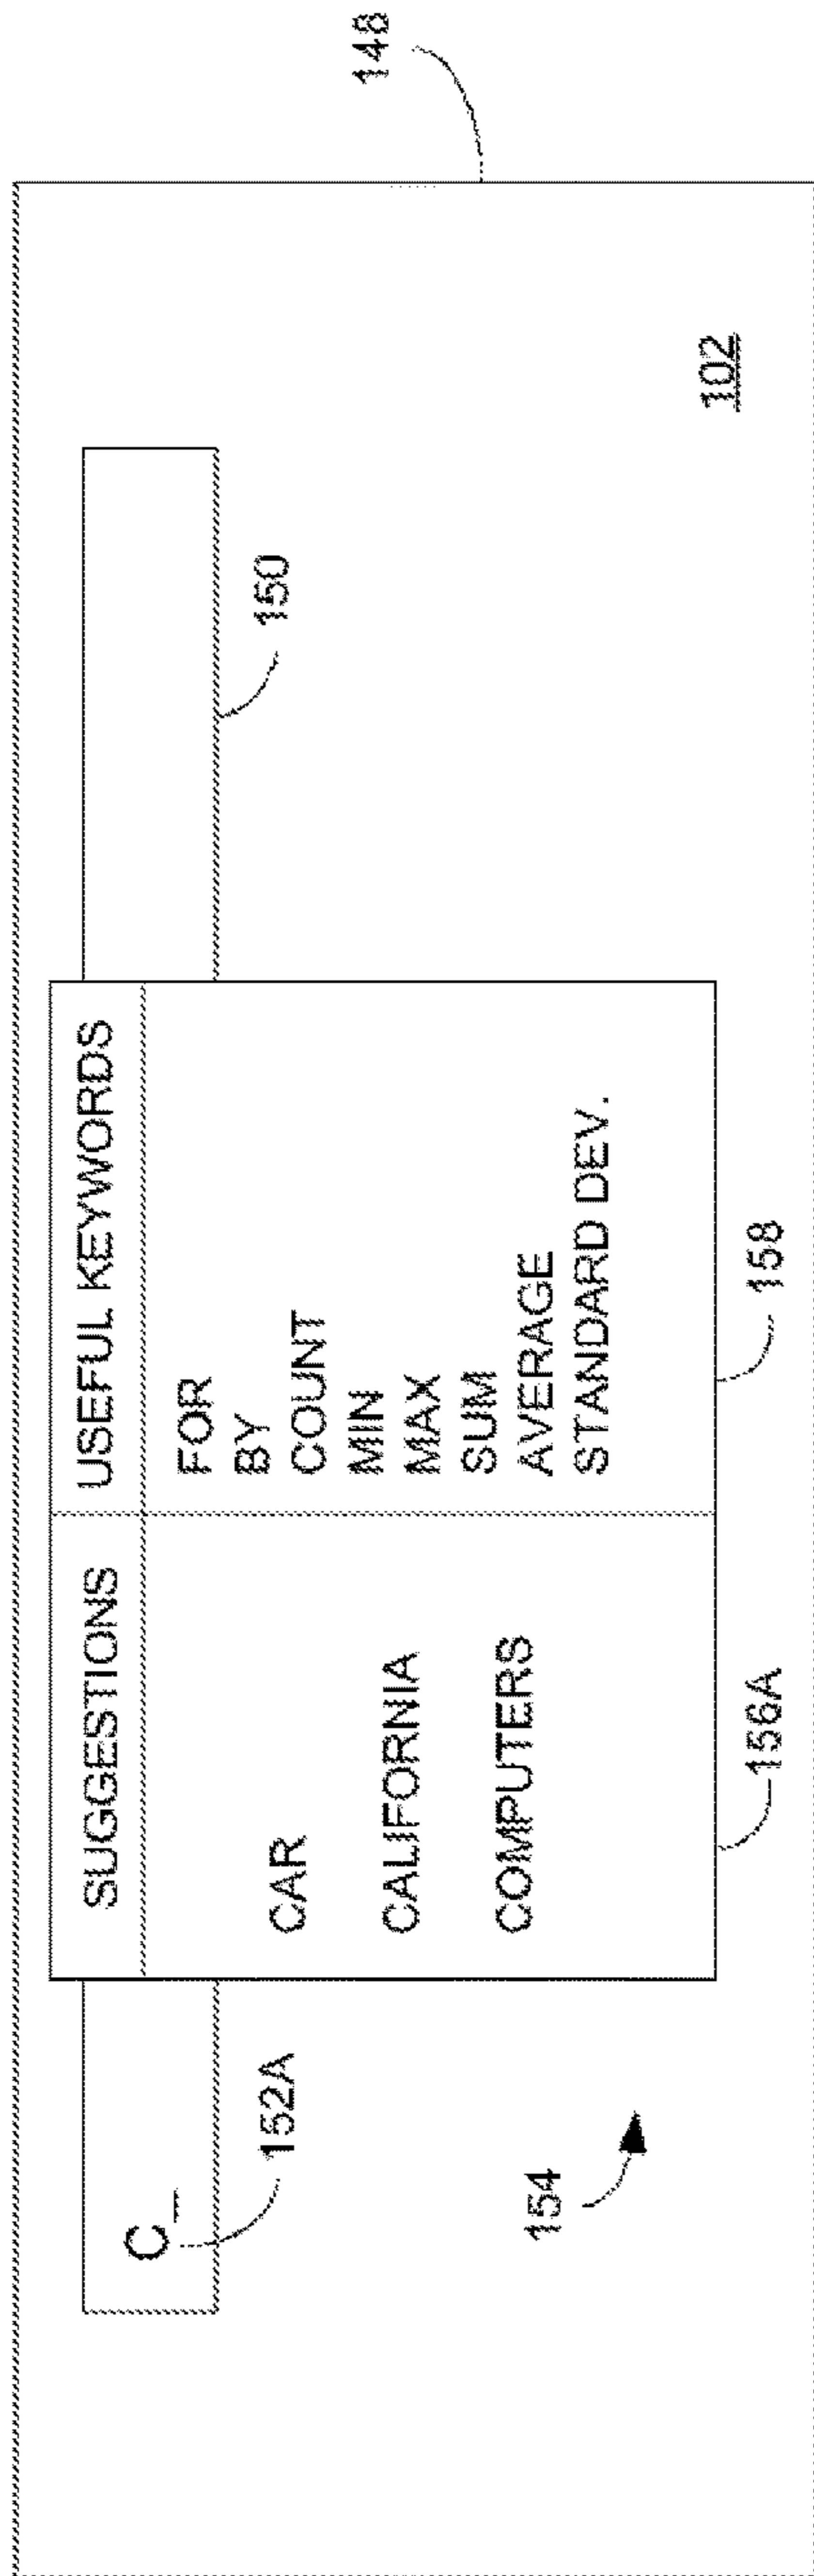 148
C_
SUGGESTIONS
USEFUL KEYWORDS
CAR
CALIFORNIA
COMPUTERS
FOR
BY
COUNT
MIN
MAX
SUM
AVERAGE
STANDARD DEV.
152A
150
154
156A
158
102